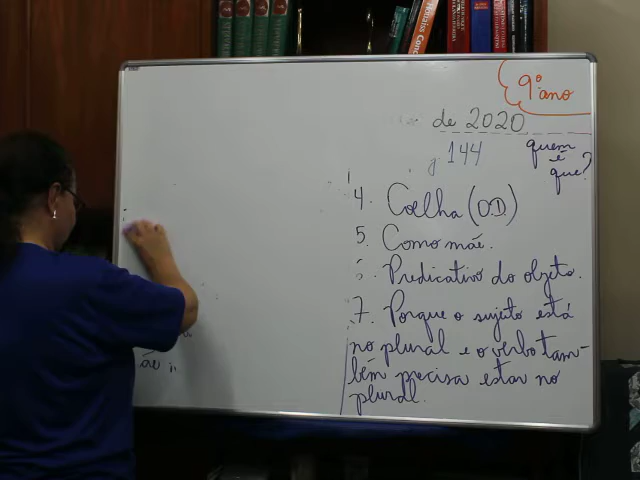 9º ano
de 2020
144
quem
é
que?
4. Coelha (O.D.)
5. Como mãe.
6. Predicativo do objeto.
7. Porque o sujeito está
no plural e o verbo tam-
bém precisa estar no
plural.